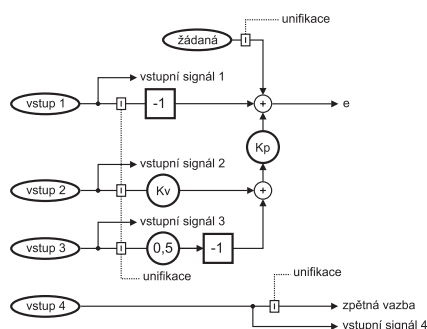 unifikace
žádaná
vstupní signál 1
vstup 1
-1
+
e
Kp
vstupní signál 2
vstup 2
Kv
+
vstupní signál 3
vstup 3
0,5
-1
unifikace
unifikace
vstup 4
zpětná vazba
vstupní signál 4